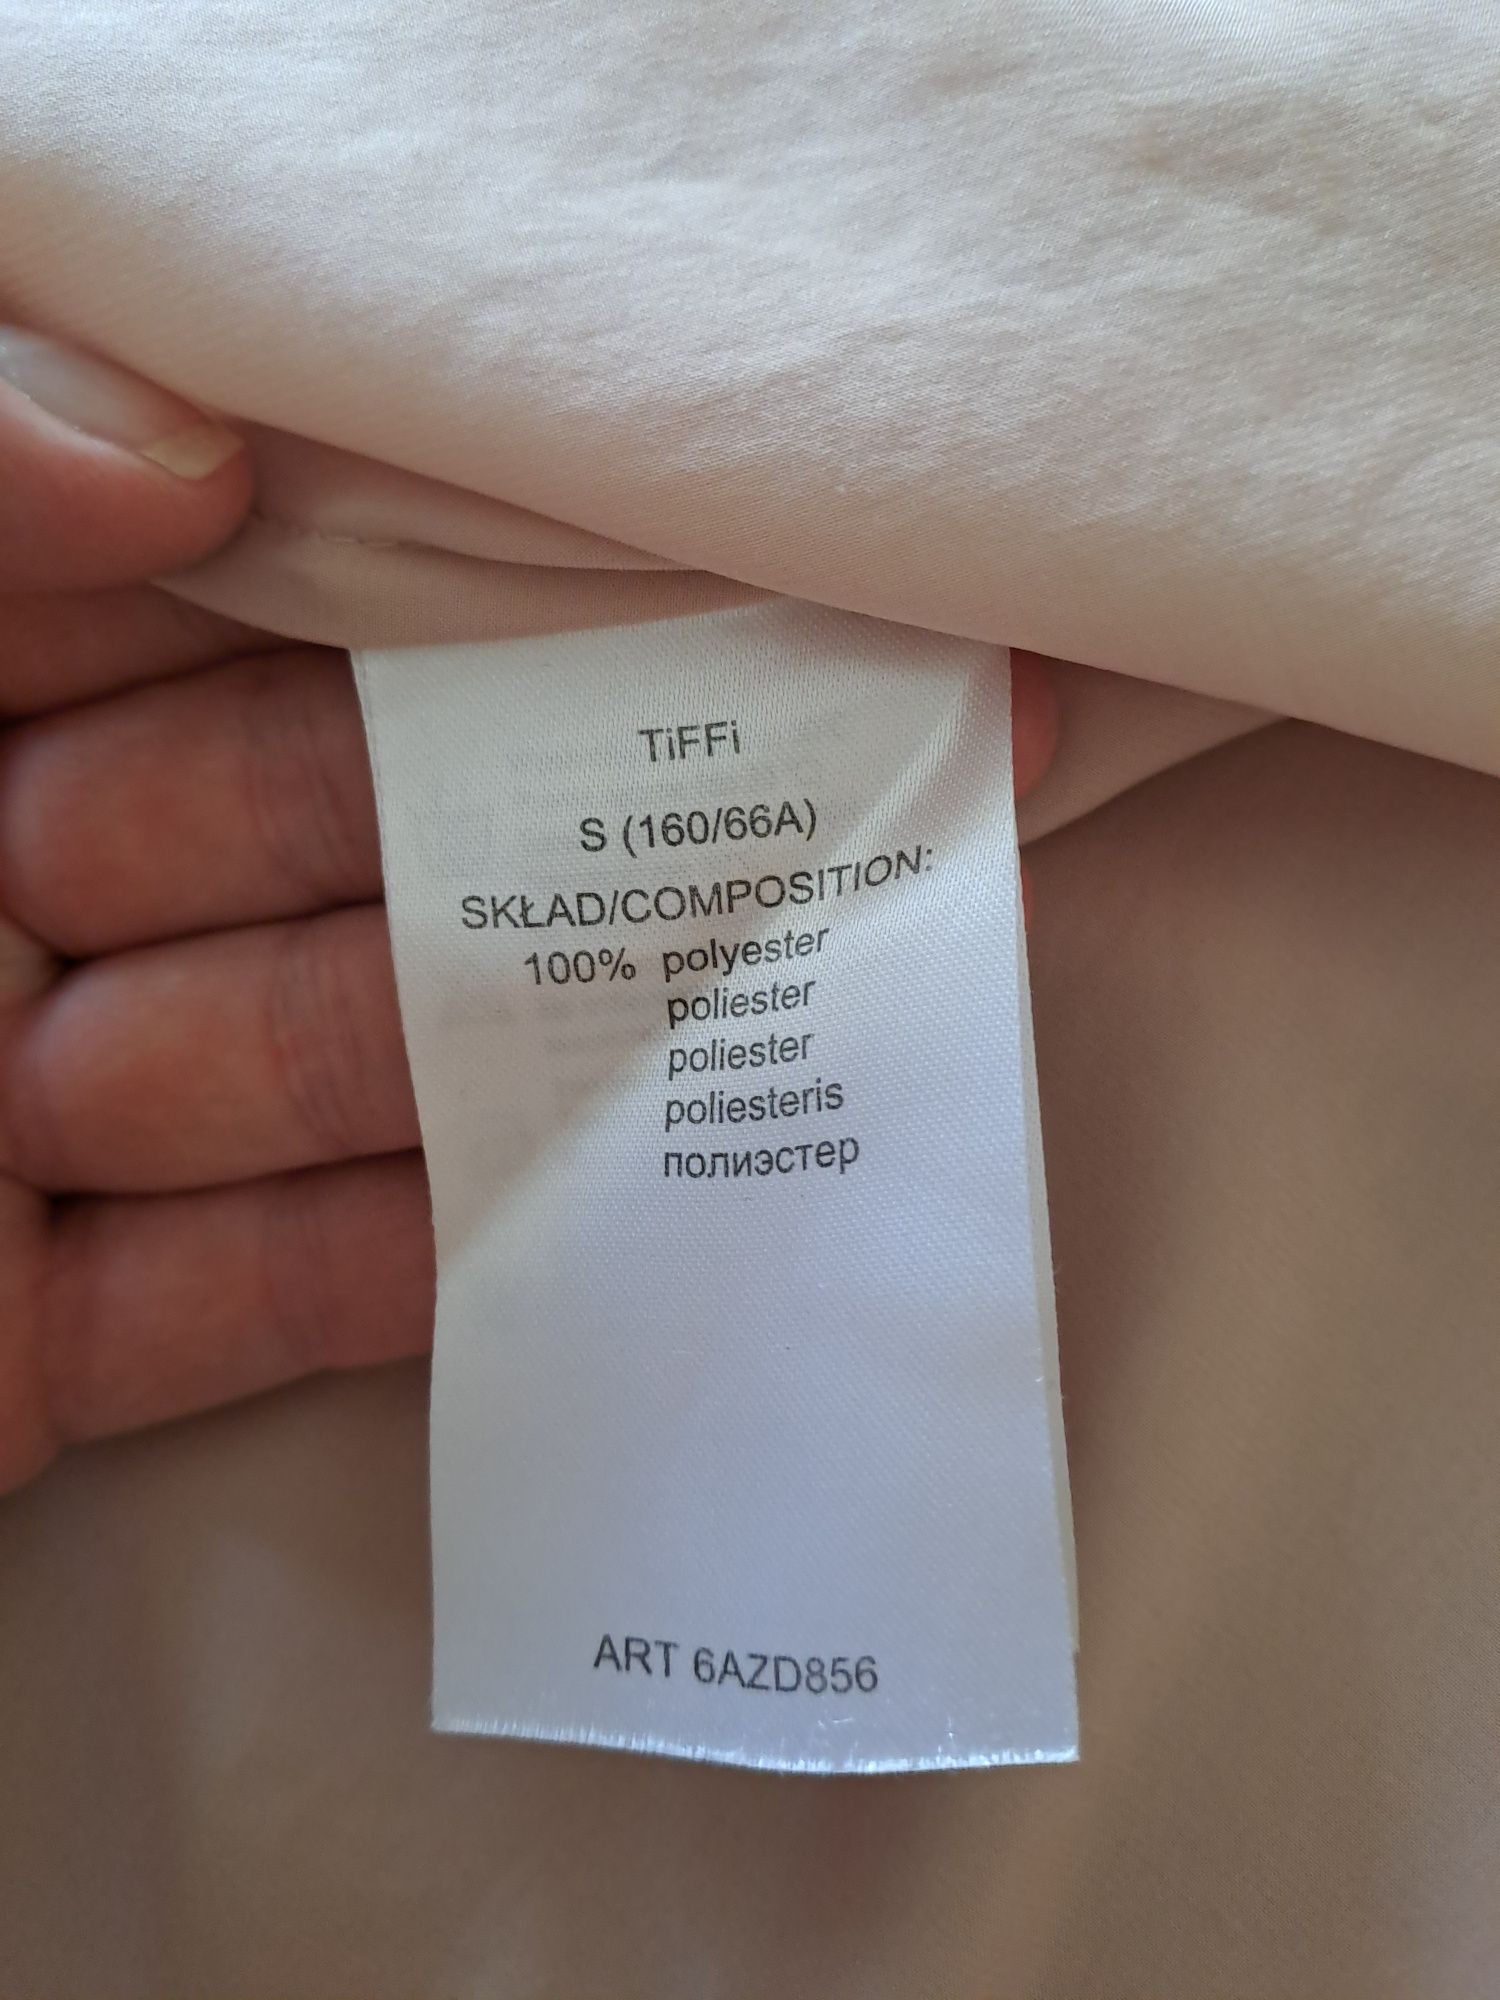 TiFFi
S (160/66A)
SKŁAD/COMPOSITION:
100% polyester
poliester
poliester
poliesteris
полиэстер
ART 6AZD856